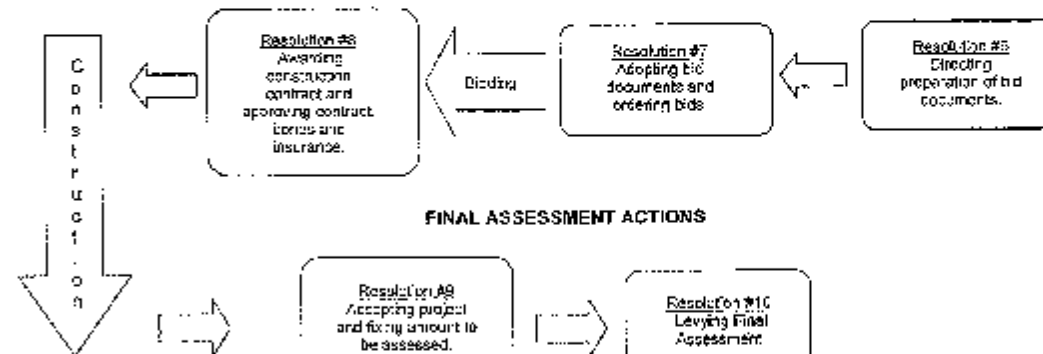 Resolution #8
Awarding
construction
contract and
approving contract,
bonds and
insurance.
Bidding
Resolution #7
Adopting bid
documents and
ordering bids
Directing
preparation of bid
documents.
Construction
FINAL ASSESSMENT ACTIONS
Resolution #9
Accepting project
and fixing amount to
be assessed.
Resolution #10
Levying Final
Assessment